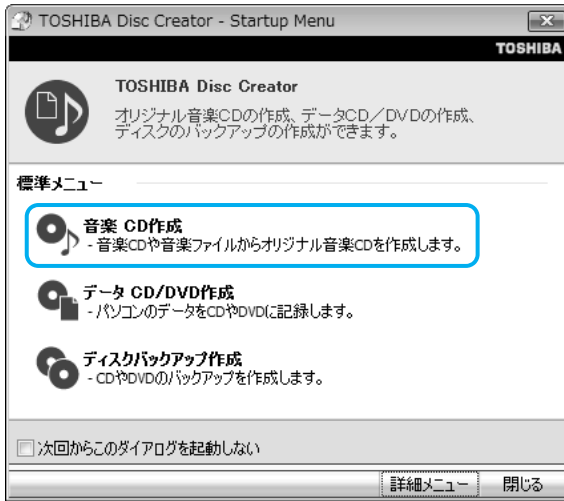 TOSHIBA Disc Creator - Startup Menu
TOSHIBA
TOSHIBA Disc Creator
オリジナル音楽CDの作成、データCD／DVDの作成、
ディスクのバックアップの作成ができます。
標準メニュー
音楽 CD作成
- 音楽CDや音楽ファイルからオリジナル音楽CDを作成します。
データ CD/DVD作成
- パソコンのデータをCDやDVDに記録します。
ディスクバックアップ作成
- CDやDVDのバックアップを作成します。
次回からこのダイアログを起動しない
詳細メニュー 閉じる